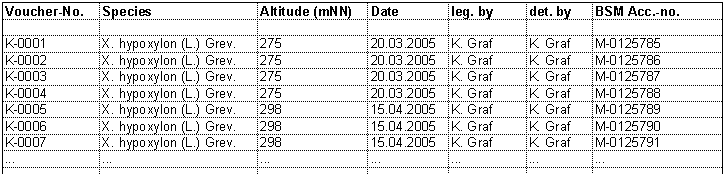 Voucher-No. Species Altitude (mNN) Date leg. by det. by BSM Acc.-no.
K-0001 X. hypoxylon (L.) Grev. 275 20.03.2005 K. Graf K. Graf M-0125785
K-0002 X. hypoxylon (L.) Grev. 275 20.03.2005 K. Graf K. Graf M-0125786
K-0003 X. hypoxylon (L.) Grev. 275 20.03.2005 K. Graf K. Graf M-0125787
K-0004 X. hypoxylon (L.) Grev. 275 20.03.2005 K. Graf K. Graf M-0125788
K-0005 X. hypoxylon (L.) Grev. 298 15.04.2005 K. Graf K. Graf M-0125789
K-0006 X. hypoxylon (L.) Grev. 298 15.04.2005 K. Graf K. Graf M-0125790
K-0007 X. hypoxylon (L.) Grev. 298 15.04.2005 K. Graf K. Graf M-0125791
... ... ... ... ... ... ...